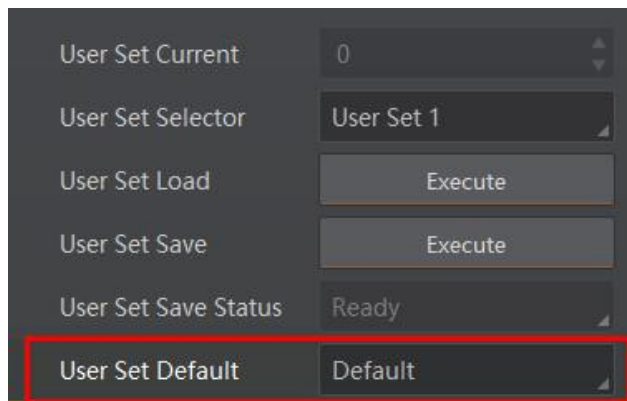 User Set Current 0
User Set Selector User Set 1
User Set Load Execute
User Set Save Execute
User Set Save Status Ready
User Set Default Default